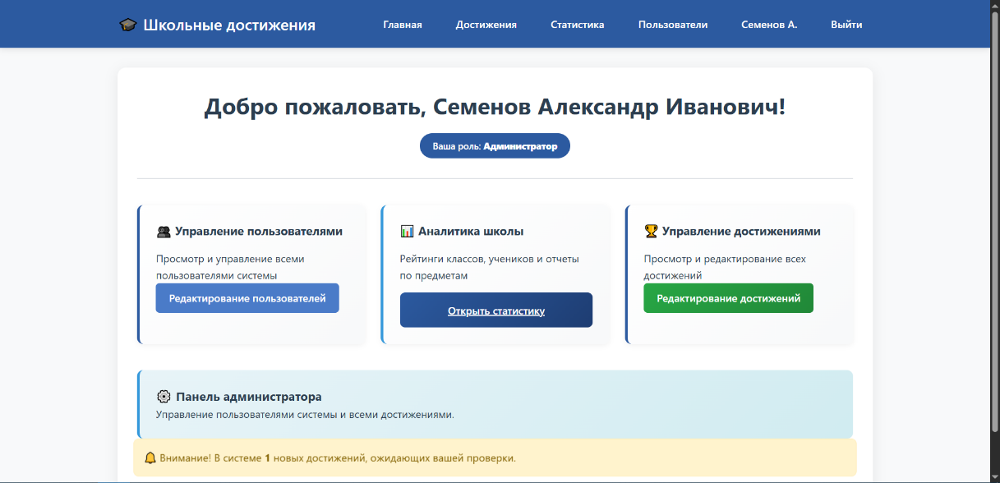 Школьные достижения
Главная
Достижения
Статистика
Пользователи
Семенов А.
Выйти
Добро пожаловать, Семенов Александр Иванович!
Ваша роль: Администратор
Управление пользователями
Просмотр и управление всеми
пользователями системы
Редактирование пользователей
Аналитика школы
Рейтинги классов, учеников и отчеты
по предметам
Открыть статистику
Управление достижениями
Просмотр и редактирование всех
достижений
Редактирование достижений
Панель администратора
Управление пользователями системы и всеми достижениями.
Внимание! В системе 1 новых достижений, ожидающих вашей проверки.